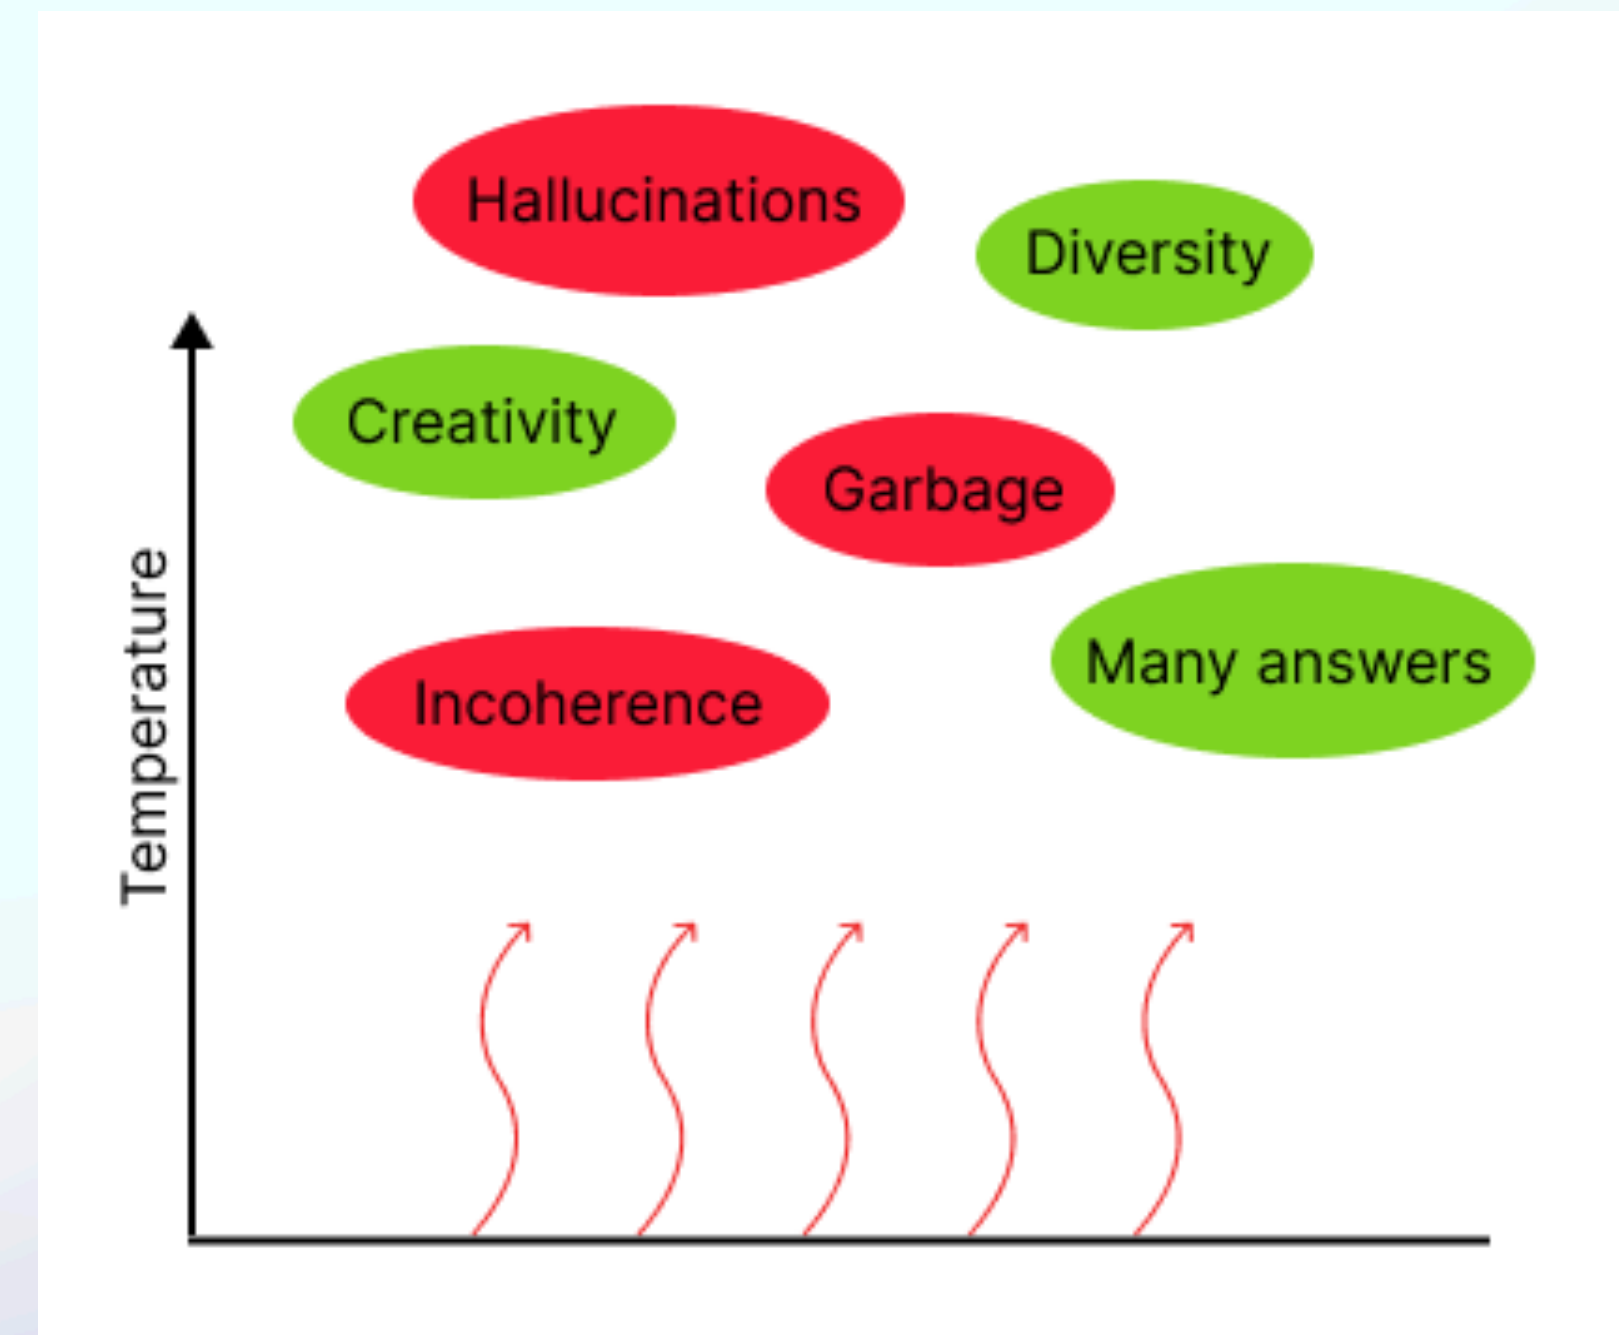 Hallucinations
Diversity
Creativity
Garbage
Many answers
Incoherence
Temperature